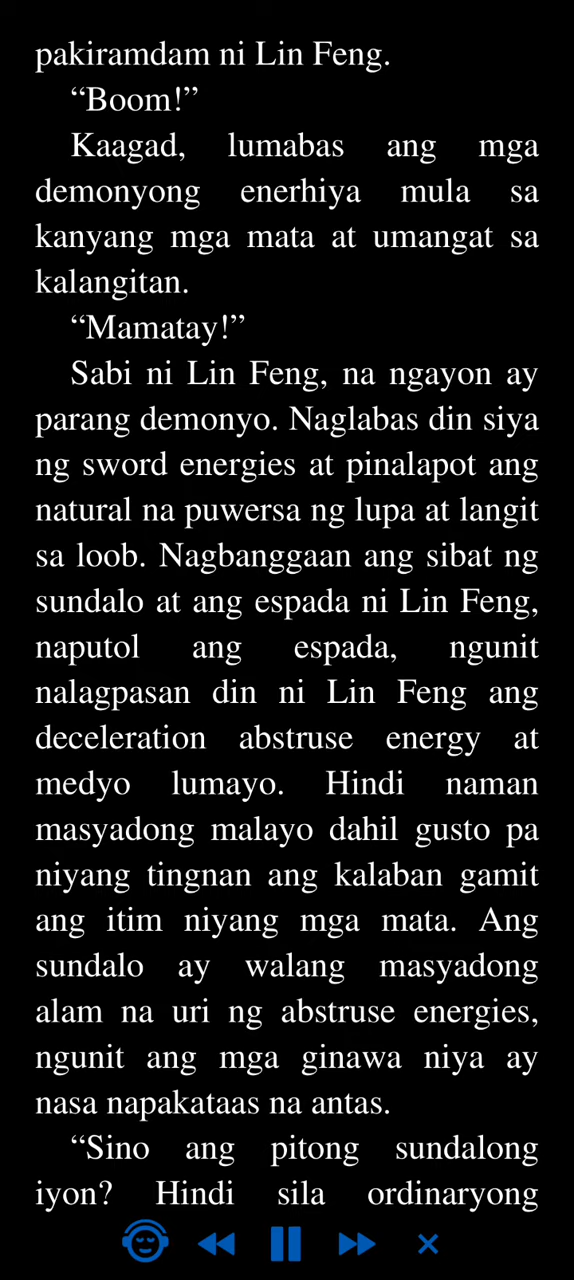 pakiramdam ni Lin Feng.
“Boom!”
Kaagad, lumabas ang mga
demonyong enerhiya mula sa
kanyang mga mata at umangat sa
kalangitan.
“Mamatay!”
Sabi ni Lin Feng, na ngayon ay
parang demonyo. Naglabas din siya
ng sword energies at pinalapot ang
natural na puwersa ng lupa at langit
sa loob. Nagbanggaan ang sibat ng
sundalo at ang espada ni Lin Feng,
naputol ang espada, ngunit
nalagpasan din ni Lin Feng ang
deceleration abstruse energy at
medyo lumayo. Hindi naman
masyadong malayo dahil gusto pa
niyang tingnan ang kalaban gamit
ang itim niyang mga mata. Ang
sundalo ay walang masyadong
alam na uri ng abstruse energies,
ngunit ang mga ginawa niya ay
nasa napakataas na antas.
“Sino ang pitong sundalong
iyon? Hindi sila ordinaryong